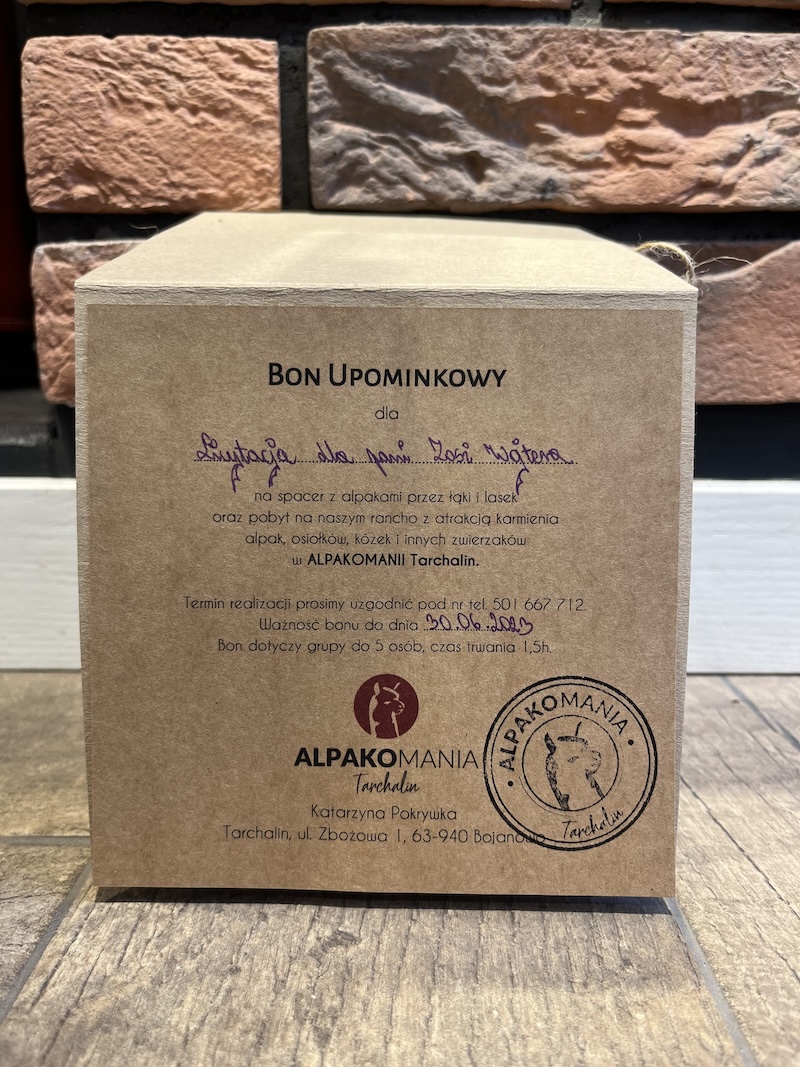 BON UPOMINKOWY
dla
Licytacja dla pani Zosi Wójtera
na spacer z alpakami przez łąki i lasek
oraz pobyt na naszym rancho z atrakcją karmienia
alpak, osiołków, kózek i innych zwierzaków
w ALPAKOMANII Tarchalin.
Termin realizacji prosimy uzgodnić pod nr tel. 501 667 712.
Ważność bonu do dnia 30.06.2023
Bon dotyczy grupy do 5 osób, czas trwania 1,5h.
ALPAKOMANIA
Tarchalin
Katarzyna Pokrywka
Tarchalin, ul. Zbożowa 1, 63-940 Bojanowo
ALPAKOMANIA
Tarchalin